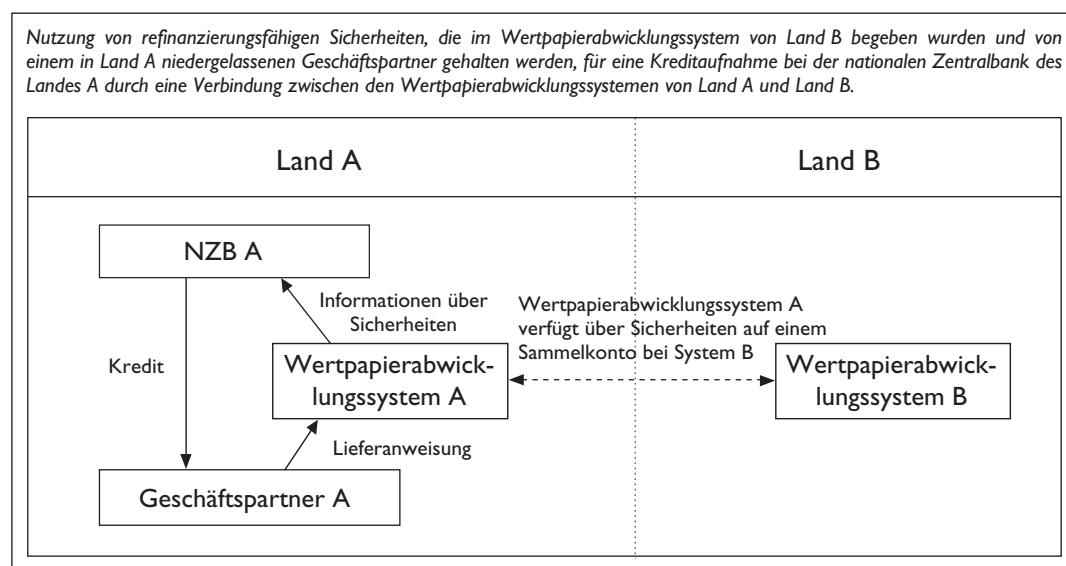 Nutzung von refinanzierungsfähigen Sicherheiten, die im Wertpapierabwicklungssystem von Land B begeben wurden und von
einem in Land A niedergelassenen Geschäftspartner gehalten werden, für eine Kreditaufnahme bei der nationalen Zentralbank des
Landes A durch eine Verbindung zwischen den Wertpapierabwicklungssystemen von Land A und Land B.
Land A
Land B
NZB A
Informationen über
Sicherheiten
Wertpapierabwicklungssystem A
verfügt über Sicherheiten auf einem
Sammelkonto bei System B
Kredit
Wertpapierabwick-
lungssystem A
Wertpapierabwick-
lungssystem B
Lieferanweisung
Geschäftspartner A